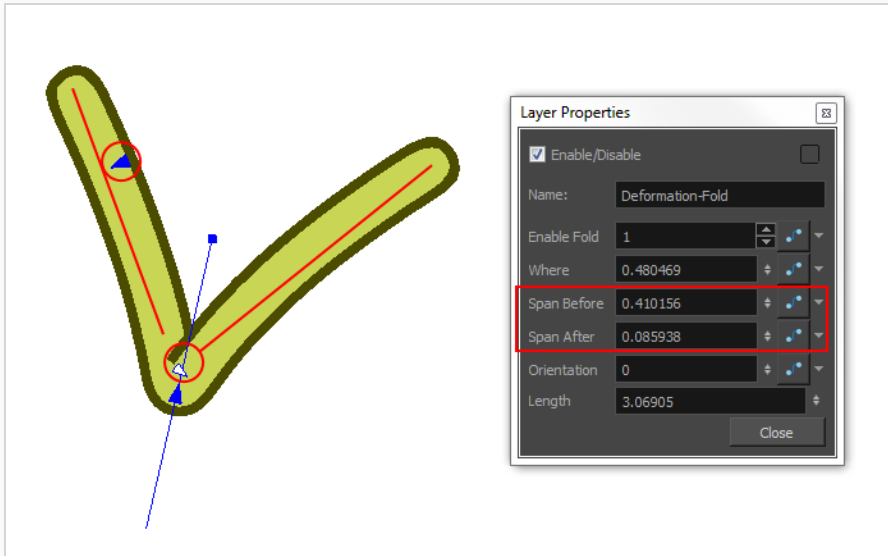 Layer Properties
Enable/Disable
Name: Deformation-Fold
Enable Fold 1
Where 0.480469
Span Before 0.410156
Span After 0.085938
Orientation 0
Length 3.06905
Close